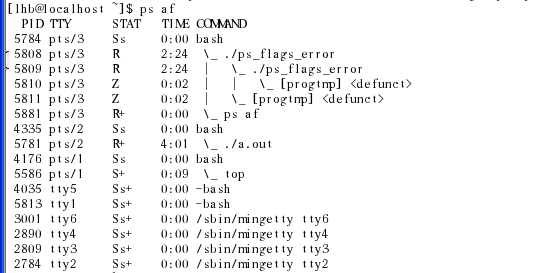 [lhb@localhost ~]$ ps af
PID TTY STAT TIME COMMAND
5784 pts/3 Ss 0:00 bash
5808 pts/3 R 2:24 \_ ./ps_flags_error
5809 pts/3 R 2:24 | \_ ./ps_flags_error
5810 pts/3 Z 0:02 | | \_ [progtmp] <defunct>
5811 pts/3 Z 0:02 | \_ [progtmp] <defunct>
5881 pts/3 R+ 0:00 \_ ps af
4335 pts/2 Ss 0:00 bash
5781 pts/2 R+ 4:01 \_ ./a.out
4176 pts/1 Ss 0:00 bash
5586 pts/1 S+ 0:09 \_ top
4035 tty5 Ss+ 0:00 -bash
5813 tty1 Ss+ 0:00 -bash
3001 tty6 Ss+ 0:00 /sbin/mingetty tty6
2890 tty4 Ss+ 0:00 /sbin/mingetty tty4
2809 tty3 Ss+ 0:00 /sbin/mingetty tty3
2784 tty2 Ss+ 0:00 /sbin/mingetty tty2